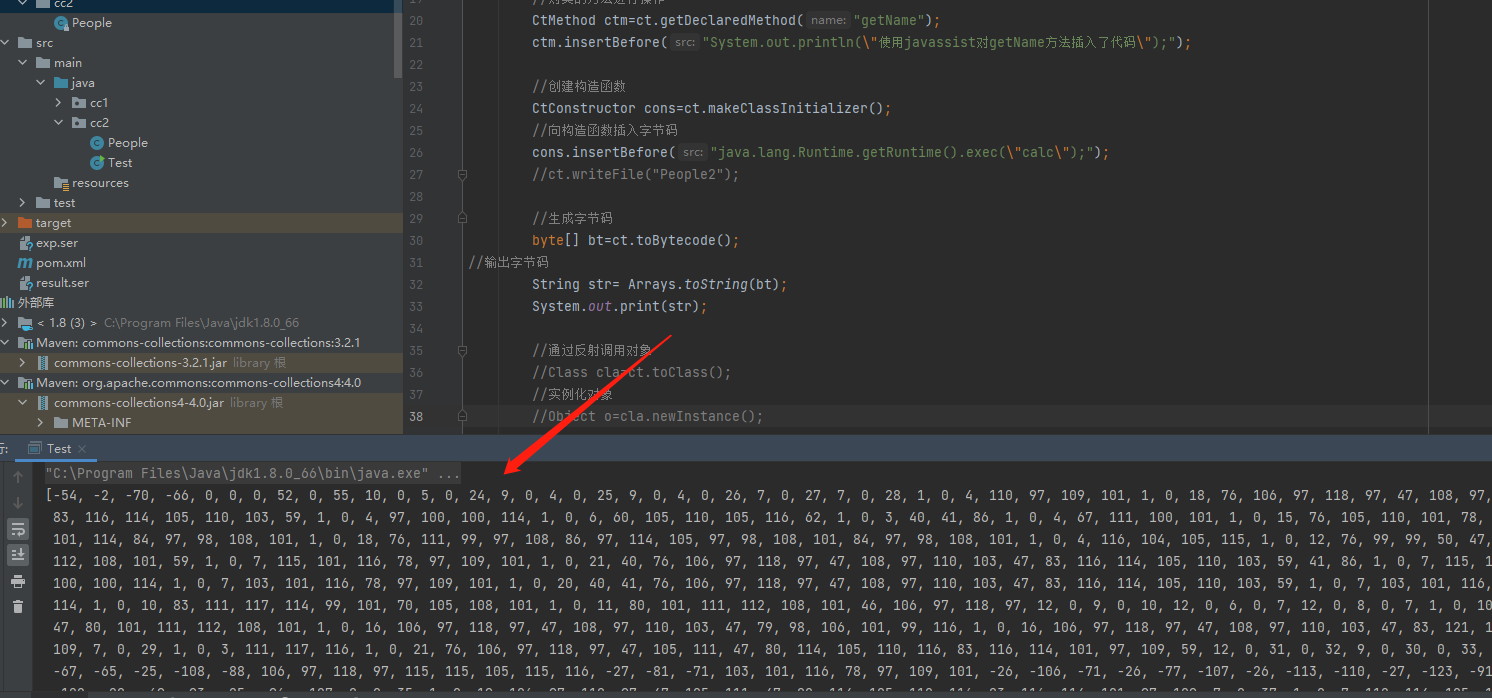 cc2
People
src
main
java
cc1
cc2
People
Test
resources
test
target
exp.ser
pom.xml
result.ser
外部库
< 1.8 (3) > C:\Program Files\Java\jdk1.8.0_66
Maven: commons-collections:commons-collections:3.2.1
commons-collections-3.2.1.jar library 根
Maven: org.apache.commons:commons-collections4:4.0
commons-collections4-4.0.jar library 根
META-INF
20 CtMethod ctm=ct.getDeclaredMethod( name: "getName");
21 ctm.insertBefore( src: "System.out.println(\"使用javassist对getName方法插入了代码\");");
22
23 //创建构造函数
24 CtConstructor cons=ct.makeClassInitializer();
25 //向构造函数插入字节码
26 cons.insertBefore( src: "java.lang.Runtime.getRuntime().exec(\"calc\");");
27 //ct.writeFile("People2");
28
29 //生成字节码
30 byte[] bt=ct.toBytecode();
31 //输出字节码
32 String str= Arrays.toString(bt);
33 System.out.print(str);
34
35 //通过反射调用对象
36 //Class cla=ct.toClass();
37 //实例化对象
38 //Object o=cla.newInstance();
Test
"C:\Program Files\Java\jdk1.8.0_66\bin\java.exe" ...
[-54, -2, -70, -66, 0, 0, 0, 52, 0, 55, 10, 0, 5, 0, 24, 9, 0, 4, 0, 25, 9, 0, 4, 0, 26, 7, 0, 27, 7, 0, 28, 1, 0, 4, 110, 97, 109, 101, 1, 0, 18, 76, 106, 97, 118, 97, 47, 108, 97,
83, 116, 114, 105, 110, 103, 59, 1, 0, 4, 97, 100, 100, 114, 1, 0, 6, 60, 105, 110, 105, 116, 62, 1, 0, 3, 40, 41, 86, 1, 0, 4, 67, 111, 100, 101, 1, 0, 15, 76, 105, 110, 101, 78,
101, 114, 84, 97, 98, 108, 101, 1, 0, 18, 76, 111, 99, 97, 108, 86, 97, 114, 105, 97, 98, 108, 101, 84, 97, 98, 108, 101, 1, 0, 4, 116, 104, 105, 115, 1, 0, 12, 76, 99, 99, 50, 47,
112, 108, 101, 59, 1, 0, 7, 115, 101, 116, 78, 97, 109, 101, 1, 0, 21, 40, 76, 106, 97, 118, 97, 47, 108, 97, 110, 103, 47, 83, 116, 114, 105, 110, 103, 59, 41, 86, 1, 0, 7, 115, 1
100, 100, 114, 1, 0, 7, 103, 101, 116, 78, 97, 109, 101, 1, 0, 20, 40, 41, 76, 106, 97, 118, 97, 47, 108, 97, 110, 103, 47, 83, 116, 114, 105, 110, 103, 59, 1, 0, 7, 103, 101, 116,
114, 1, 0, 10, 83, 111, 117, 114, 99, 101, 70, 105, 108, 101, 1, 0, 11, 80, 101, 111, 112, 108, 101, 46, 106, 97, 118, 97, 12, 0, 9, 0, 10, 12, 0, 6, 0, 7, 12, 0, 8, 0, 7, 1, 0, 10
47, 80, 101, 111, 112, 108, 101, 1, 0, 16, 106, 97, 118, 97, 47, 108, 97, 110, 103, 47, 79, 98, 106, 101, 99, 116, 1, 0, 16, 106, 97, 118, 97, 47, 108, 97, 110, 103, 47, 83, 121, 1
109, 7, 0, 29, 1, 0, 3, 111, 117, 116, 1, 0, 21, 76, 106, 97, 118, 97, 47, 105, 111, 47, 80, 114, 105, 110, 116, 83, 116, 114, 101, 97, 109, 59, 12, 0, 31, 0, 32, 9, 0, 30, 0, 33,
-67, -65, -25, -108, -88, 106, 97, 118, 97, 115, 115, 105, 115, 116, -27, -81, -71, 103, 101, 116, 78, 97, 109, 101, -26, -106, -71, -26, -77, -107, -26, -113, -110, -27, -123, -91